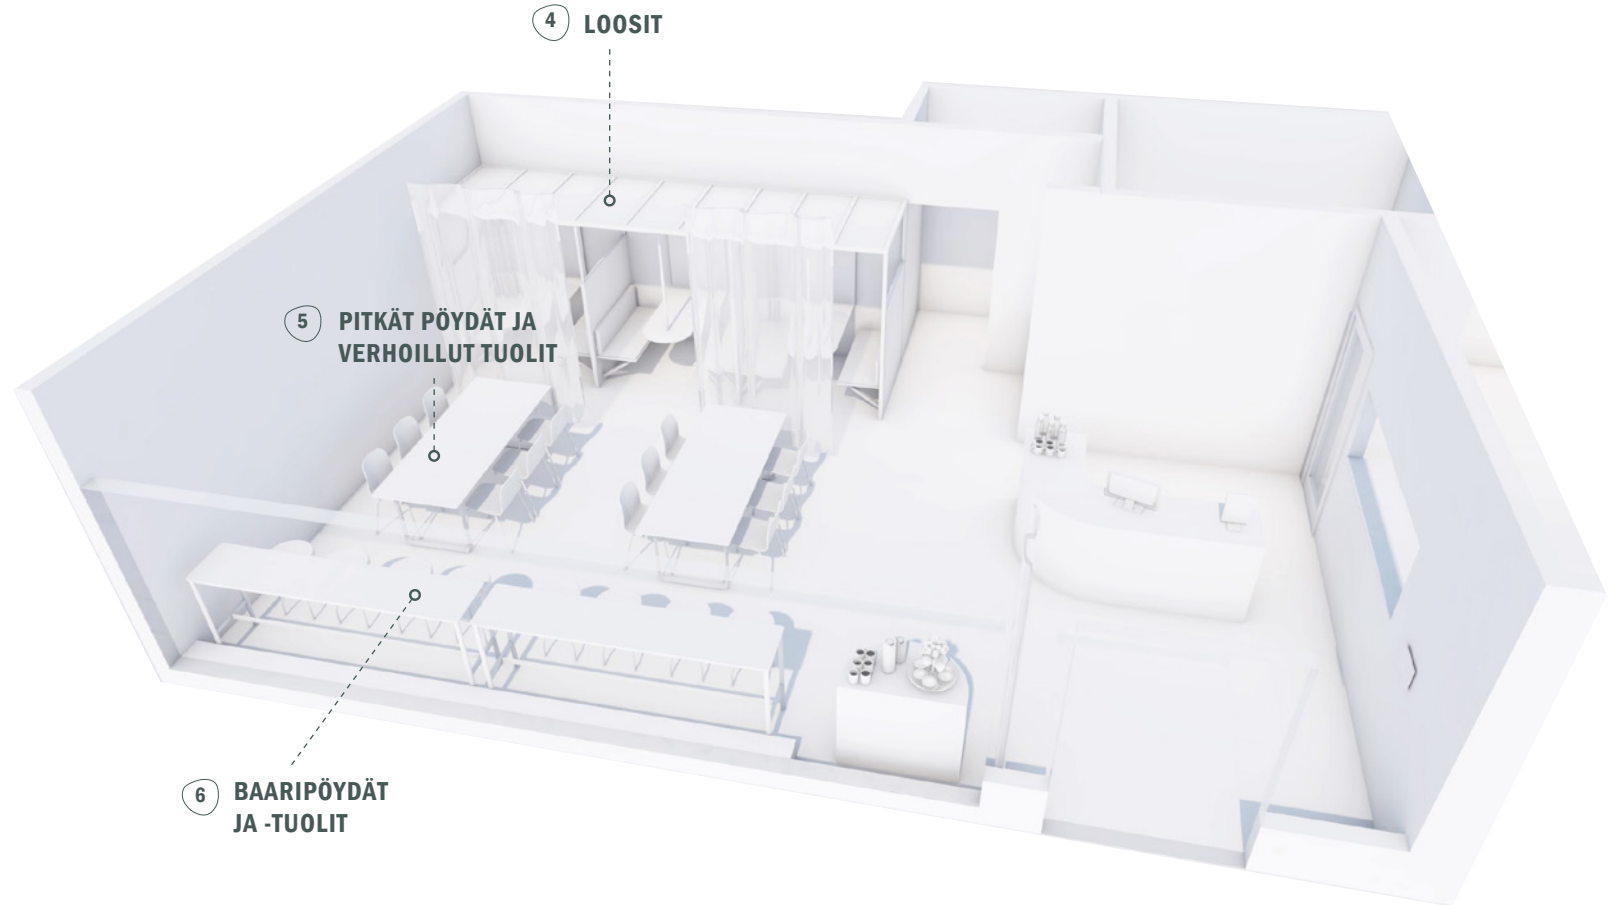 4 LOOSIT
5 PITKÄT PÖYDÄT JA
VERHOILLUT TUOLIT
6 BAARIPÖYDÄT
JA -TUOLIT